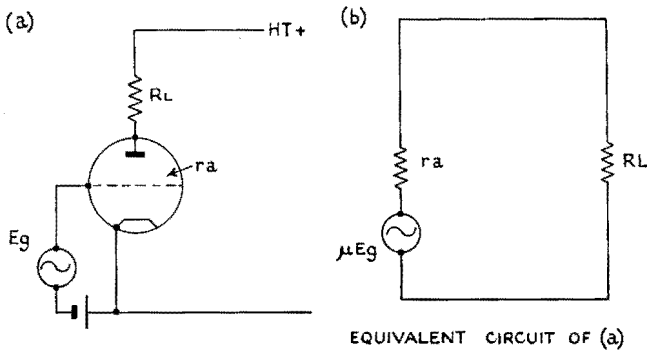 (a)
HT+
RL
ra
Eg
(b)
ra
RL
μEg
EQUIVALENT CIRCUIT OF (a)